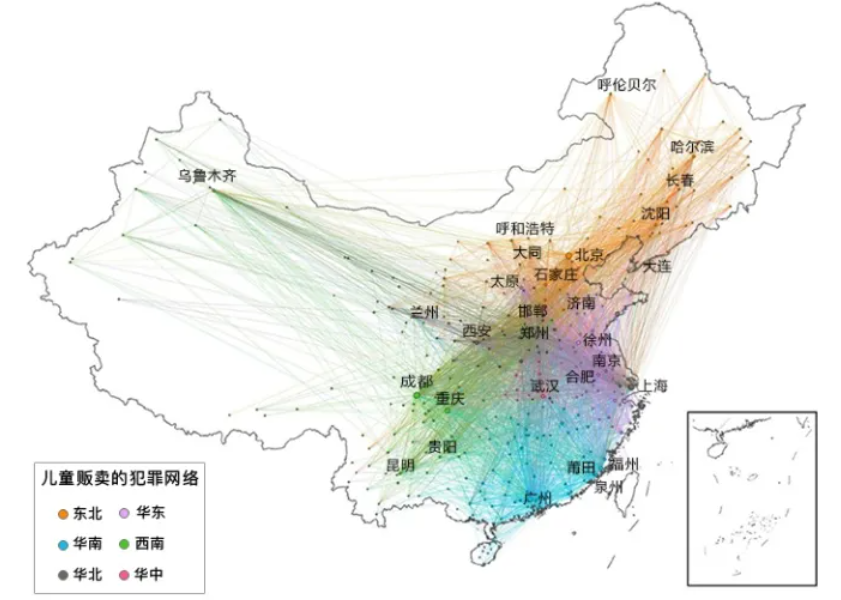 呼伦贝尔
哈尔滨
乌鲁木齐
长春
沈阳
呼和浩特
大同
北京
大连
太原
石家庄
济南
兰州
邯郸
西安
郑州
徐州
南京
合肥
成都
武汉
上海
重庆
贵阳
昆明
莆田
福州
泉州
广州
儿童贩卖的犯罪网络
东北
华东
华南
西南
华北
华中